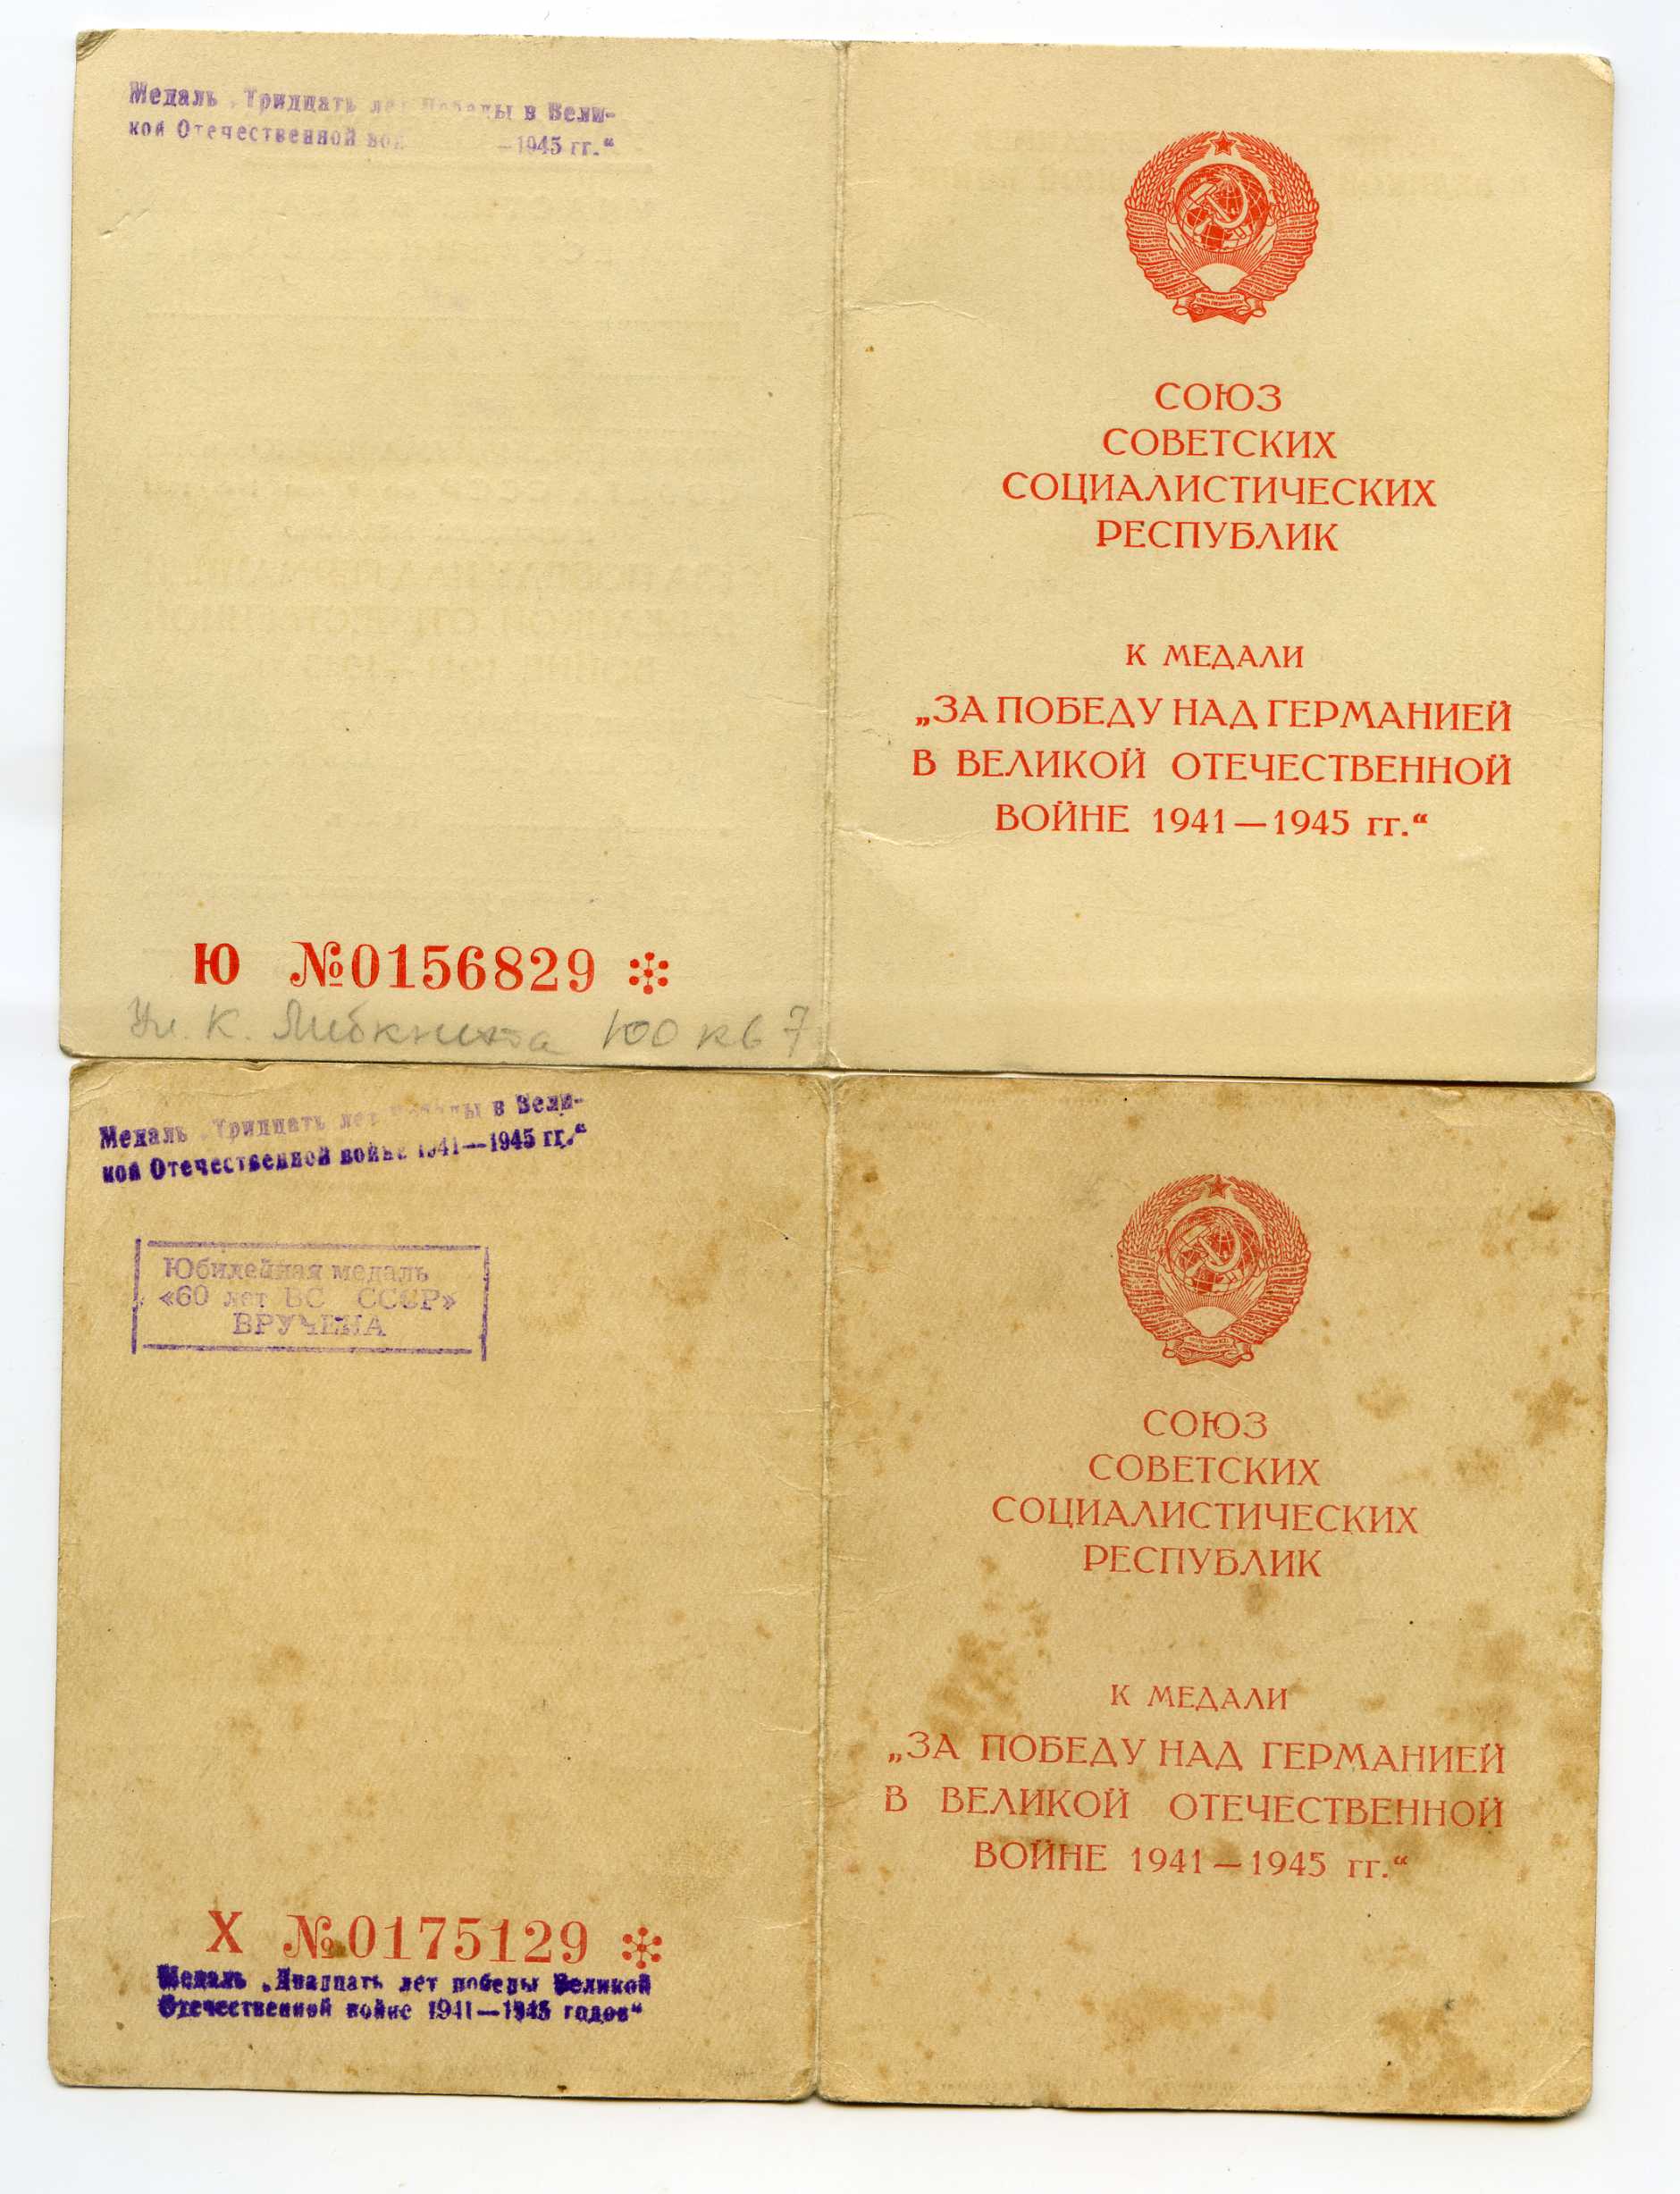 Медаль „Тридцать лет Победы в Вели-
кой Отечественной вой —1945 гг.“
СОЮЗ
СОВЕТСКИХ
СОЦИАЛИСТИЧЕСКИХ
РЕСПУБЛИК
К МЕДАЛИ
„ЗА ПОБЕДУ НАД ГЕРМАНИЕЙ
В ВЕЛИКОЙ ОТЕЧЕСТВЕННОЙ
ВОЙНЕ 1941—1945 гг.“
Ю №0156829
Ул. К. Либкнехта 100 кв 7
Медаль „Тридцать лет Победы в Вели-
кой Отечественной войне 1941—1945 гг.“
Юбилейная медаль
«60 лет ВС СССР»
ВРУЧЕНА
Х №0175129
Медаль „Двадцать лет победы Великой
Отечественной войне 1941—1945 годов“
СОЮЗ
СОВЕТСКИХ
СОЦИАЛИСТИЧЕСКИХ
РЕСПУБЛИК
К МЕДАЛИ
„ЗА ПОБЕДУ НАД ГЕРМАНИЕЙ
В ВЕЛИКОЙ ОТЕЧЕСТВЕННОЙ
ВОЙНЕ 1941—1945 гг.“